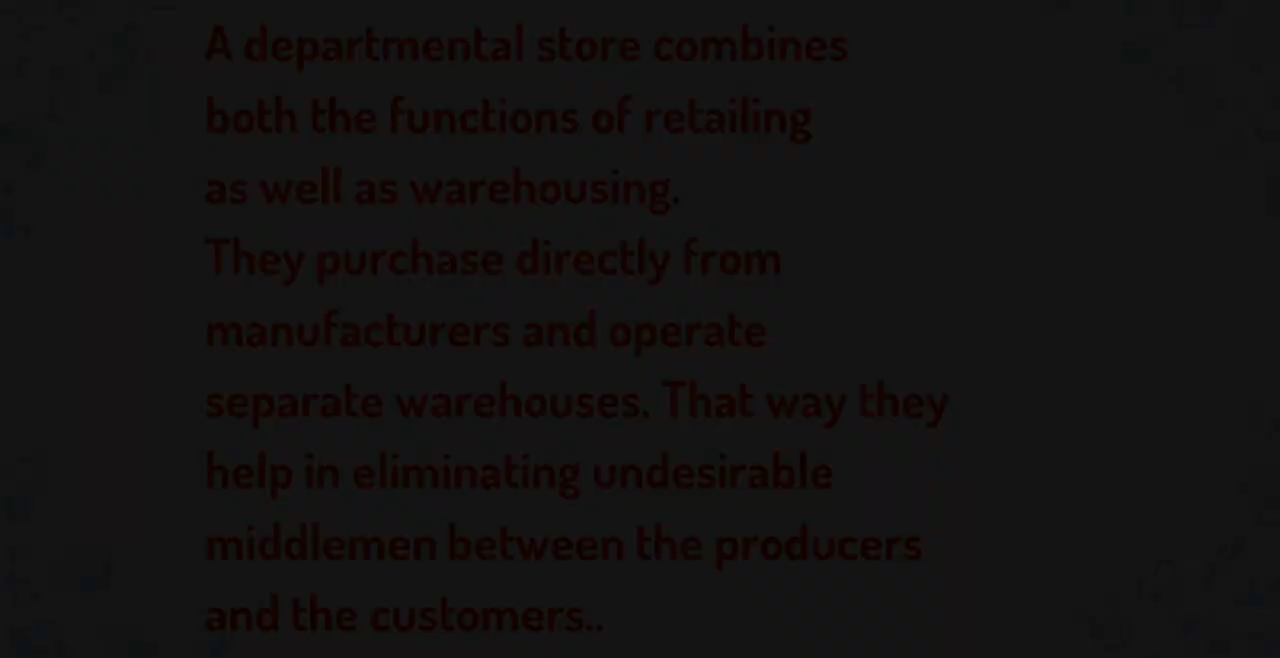 A departmental store combines
both the functions of retailing
as well as warehousing.
They purchase directly from
manufacturers and operate
separate warehouses. That way they
help in eliminating undesirable
middlemen between the producers
and the customers..